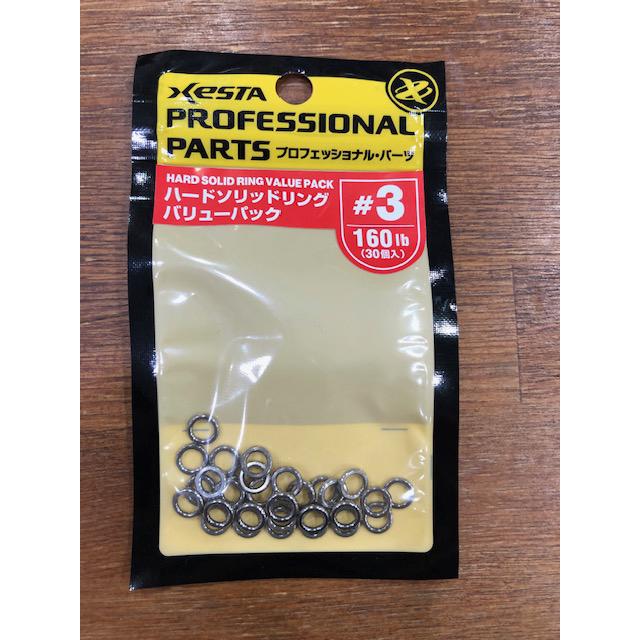 XESTA
PROFESSIONAL
PARTS プロフェッショナル・パーツ
HARD SOLID RING VALUE PACK
ハードソリッドリング
バリューパック
#3
160lb
(30個入)